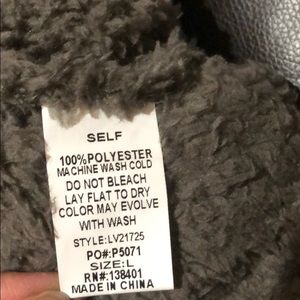 SELF
100%POLYESTER
MACHINE WASH COLD
DO NOT BLEACH
LAY FLAT TO DRY
COLOR MAY EVOLVE
WITH WASH
STYLE:LV21725
PO#:P5071
SIZE:L
RN#:138401
MADE IN CHINA